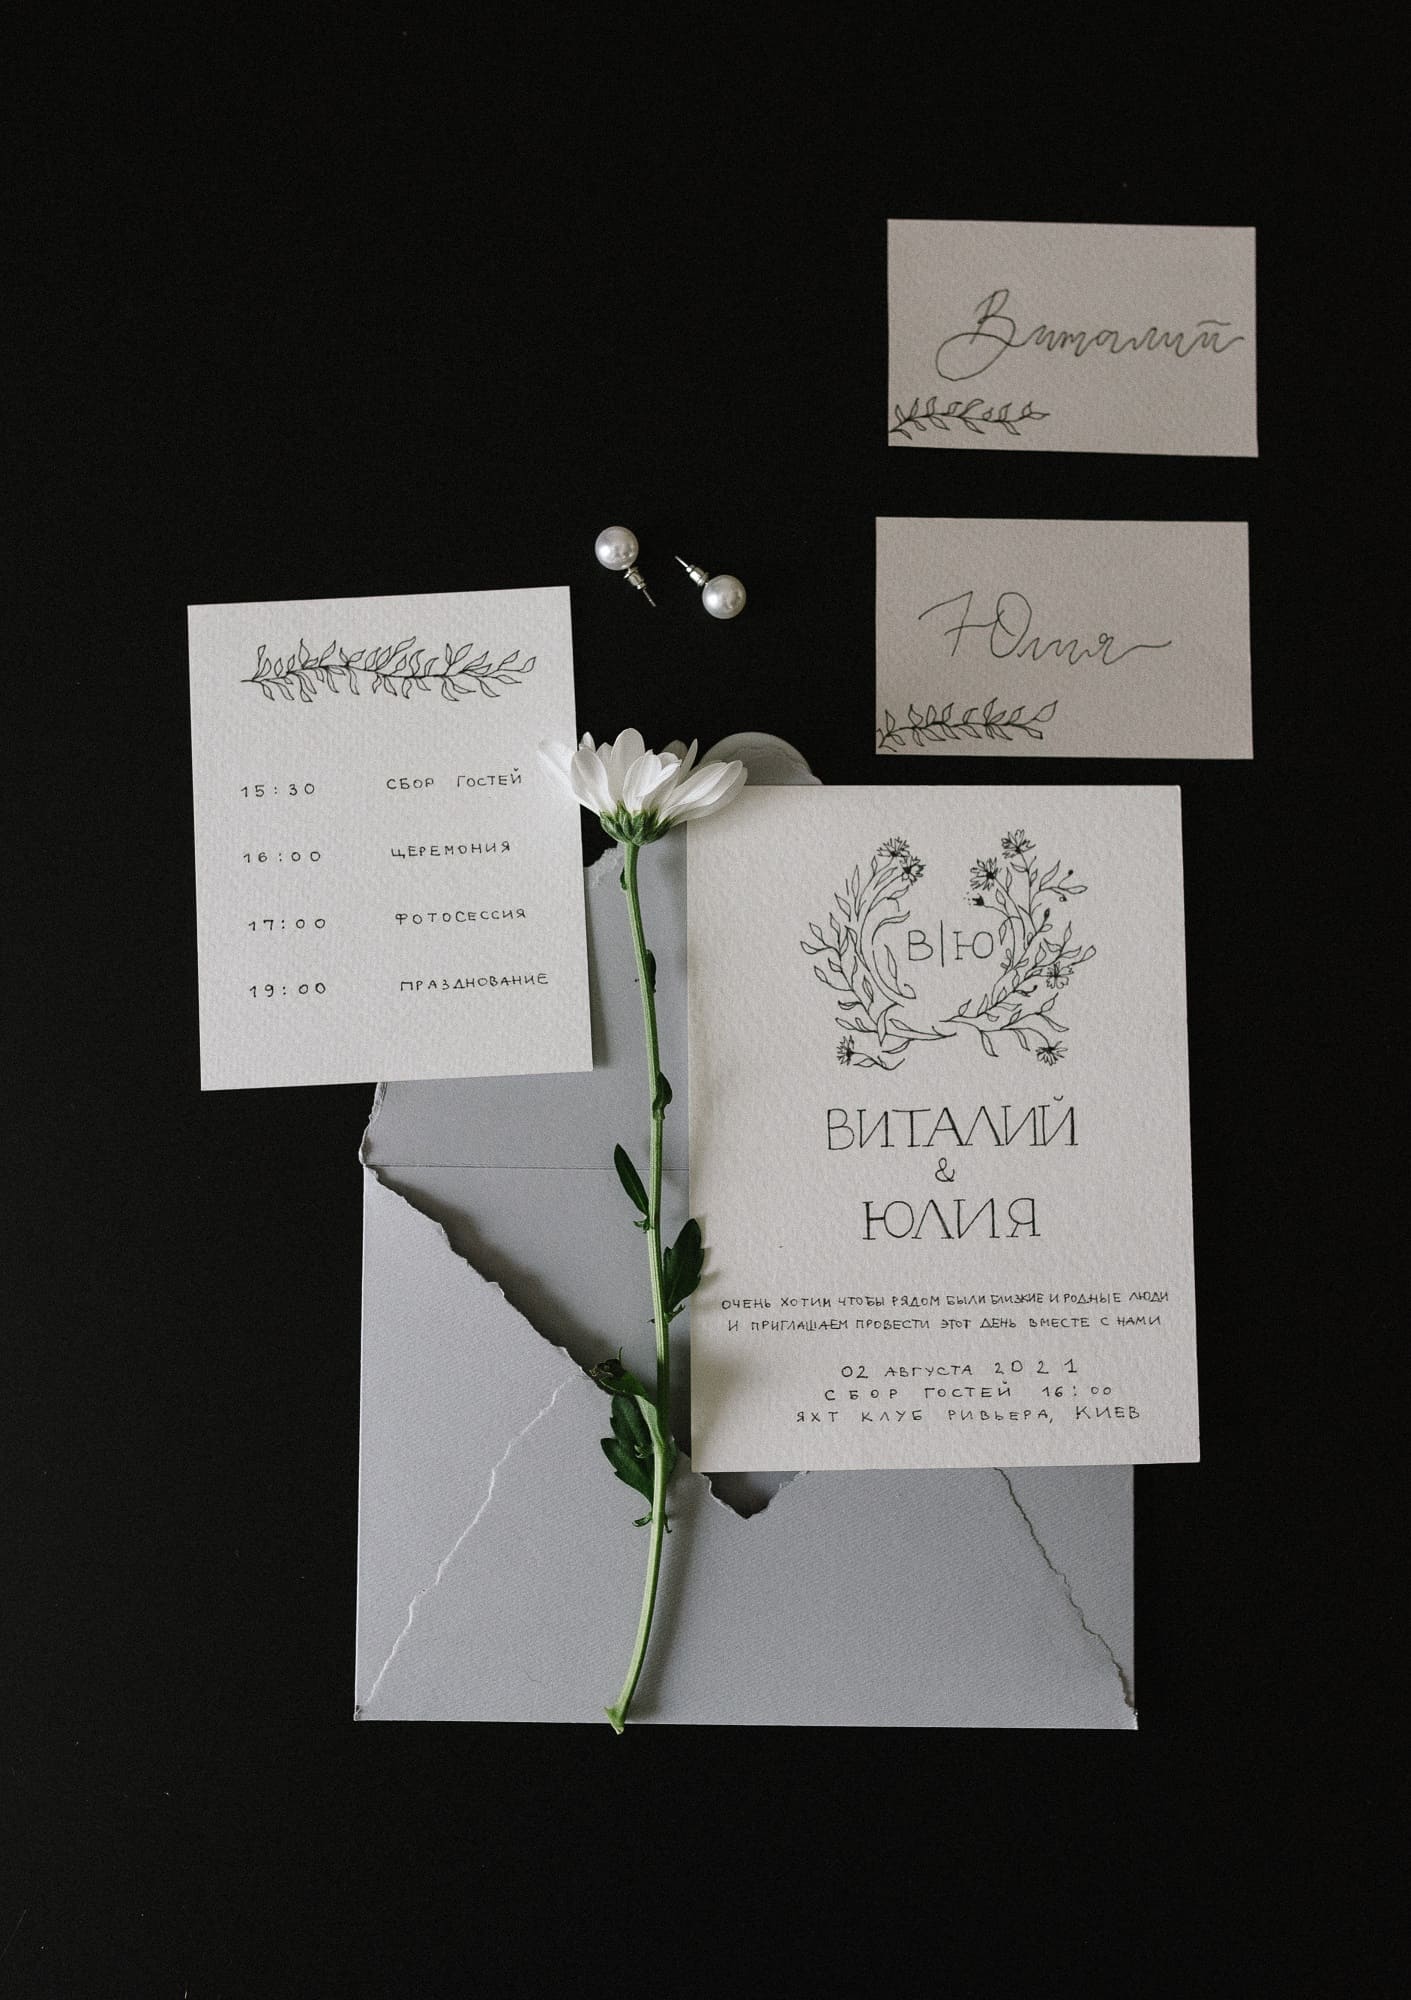 Виталий
Юлия
15:30 СБОР ГОСТЕЙ
16:00 ЦЕРЕМОНИЯ
17:00 ФОТОСЕССИЯ
19:00 ПРАЗДНОВАНИЕ
В|Ю
ВИТАЛИЙ
&
ЮЛИЯ
ОЧЕНЬ ХОТИМ ЧТОБЫ РЯДОМ БЫЛИ БЛИЗКИЕ И РОДНЫЕ ЛЮДИ
И ПРИГЛАШАЕМ ПРОВЕСТИ ЭТОТ ДЕНЬ ВМЕСТЕ С НАМИ
02 АВГУСТА 2021
СБОР ГОСТЕЙ 16:00
ЯХТ КЛУБ РИВЬЕРА, КИЕВ